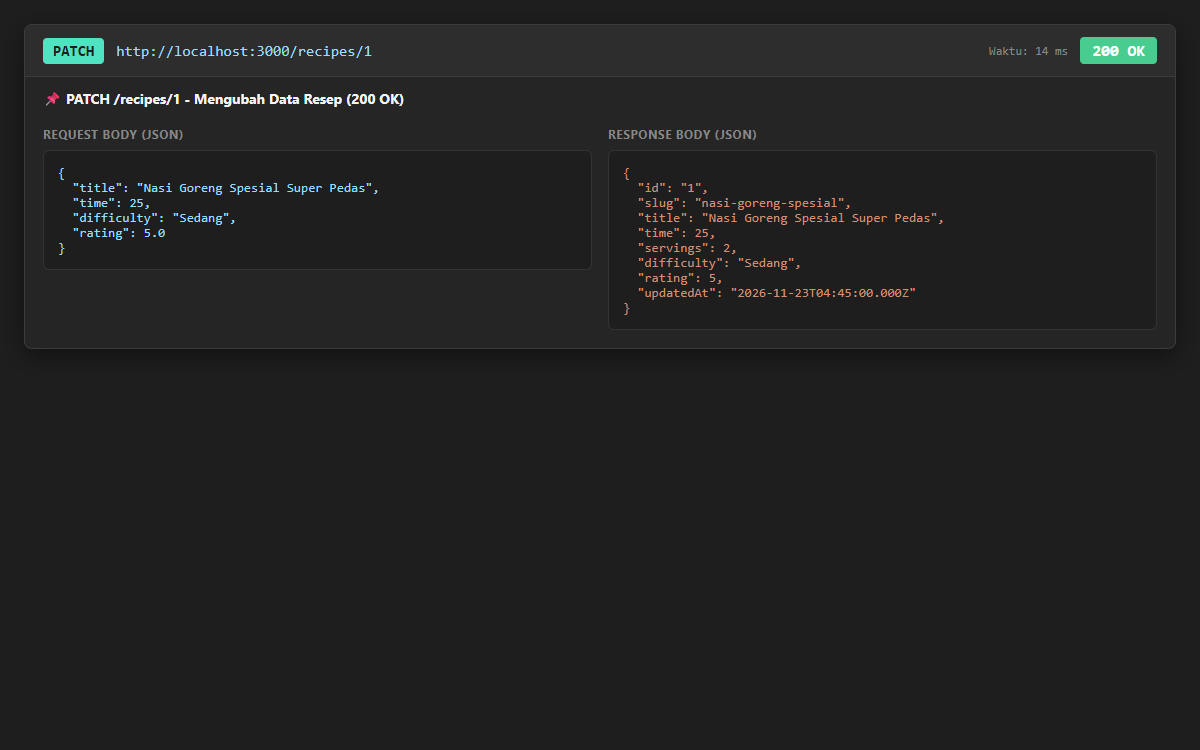 PATCH http://localhost:3000/recipes/1 Waktu: 14 ms 200 OK
📌 PATCH /recipes/1 - Mengubah Data Resep (200 OK)
REQUEST BODY (JSON)
{
  "title": "Nasi Goreng Spesial Super Pedas",
  "time": 25,
  "difficulty": "Sedang",
  "rating": 5.0
}
RESPONSE BODY (JSON)
{
  "id": "1",
  "slug": "nasi-goreng-spesial",
  "title": "Nasi Goreng Spesial Super Pedas",
  "time": 25,
  "servings": 2,
  "difficulty": "Sedang",
  "rating": 5,
  "updatedAt": "2026-11-23T04:45:00.000Z"
}